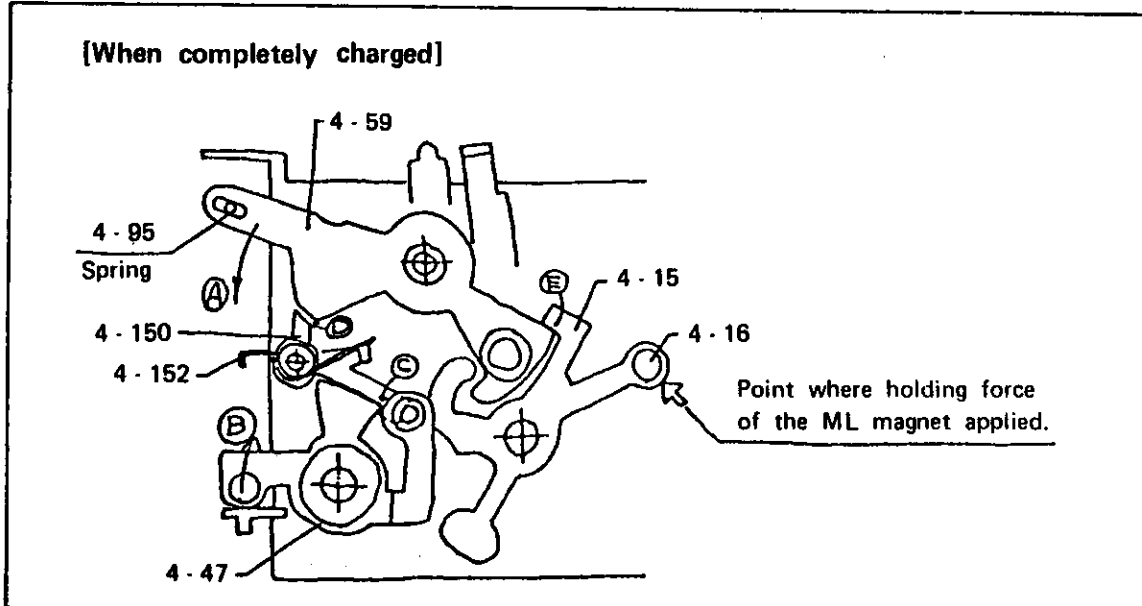 [When completely charged]
4-59
4-95
Spring
A
4-150
4-152
D
E
4-15
4-16
C
Point where holding force
of the ML magnet applied.
B
4-47